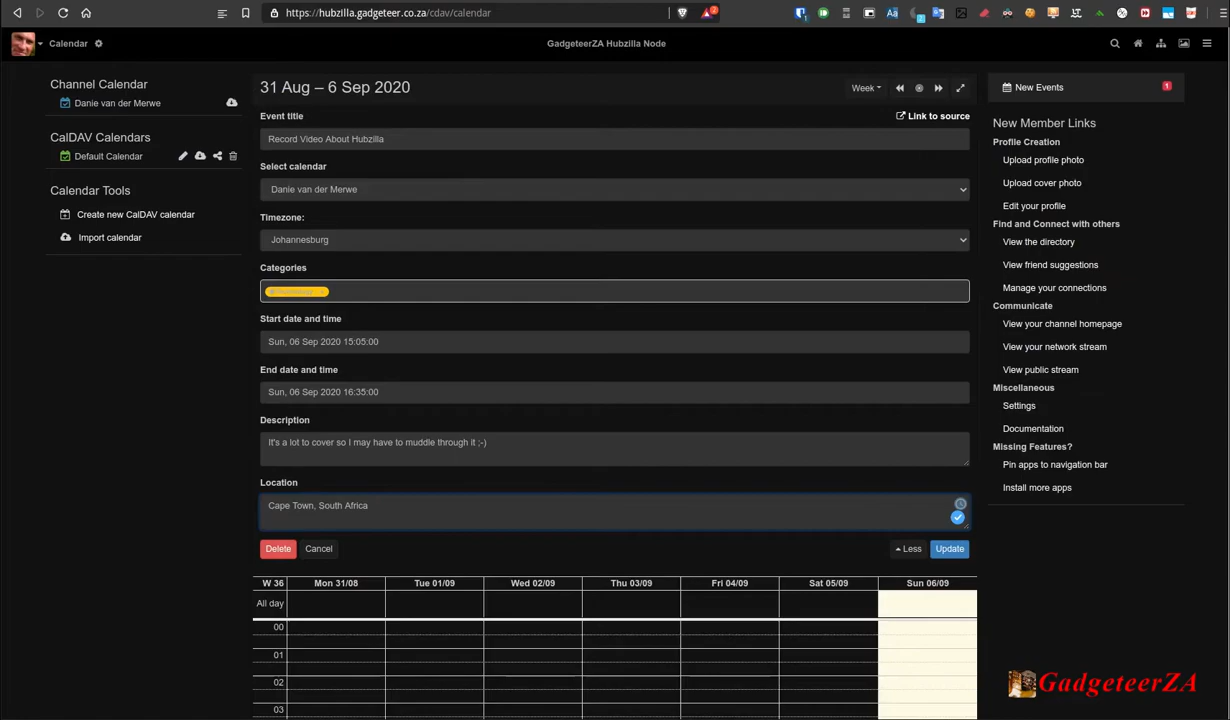 https://hubzilla.gadgeteer.co.za/cdav/calendar
Calendar
GadgeteerZA Hubzilla Node
Channel Calendar
Danie van der Merwe
CalDAV Calendars
Default Calendar
Calendar Tools
Create new CalDAV calendar
Import calendar
31 Aug – 6 Sep 2020
Week
Event title
Link to source
Record Video About Hubzilla
Select calendar
Danie van der Merwe
Timezone:
Johannesburg
Categories
Start date and time
Sun, 06 Sep 2020 15:05:00
End date and time
Sun, 06 Sep 2020 16:35:00
Description
It's a lot to cover so I may have to muddle through it ;-)
Location
Cape Town, South Africa
Delete
Cancel
Less
Update
W 36 Mon 31/08 Tue 01/09 Wed 02/09 Thu 03/09 Fri 04/09 Sat 05/09 Sun 06/09
All day
00
01
02
03
New Events
1
New Member Links
Profile Creation
Upload profile photo
Upload cover photo
Edit your profile
Find and Connect with others
View the directory
View friend suggestions
Manage your connections
Communicate
View your channel homepage
View your network stream
View public stream
Miscellaneous
Settings
Documentation
Missing Features?
Pin apps to navigation bar
Install more apps
GadgeteerZA